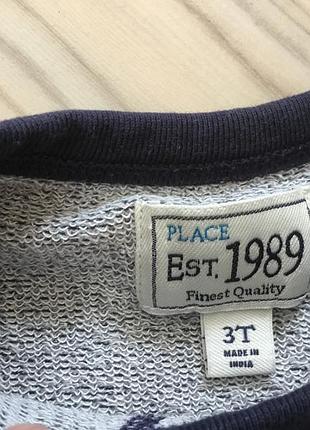 PLACE
EST. 1989
Finest Quality
3T
MADE IN
INDIA